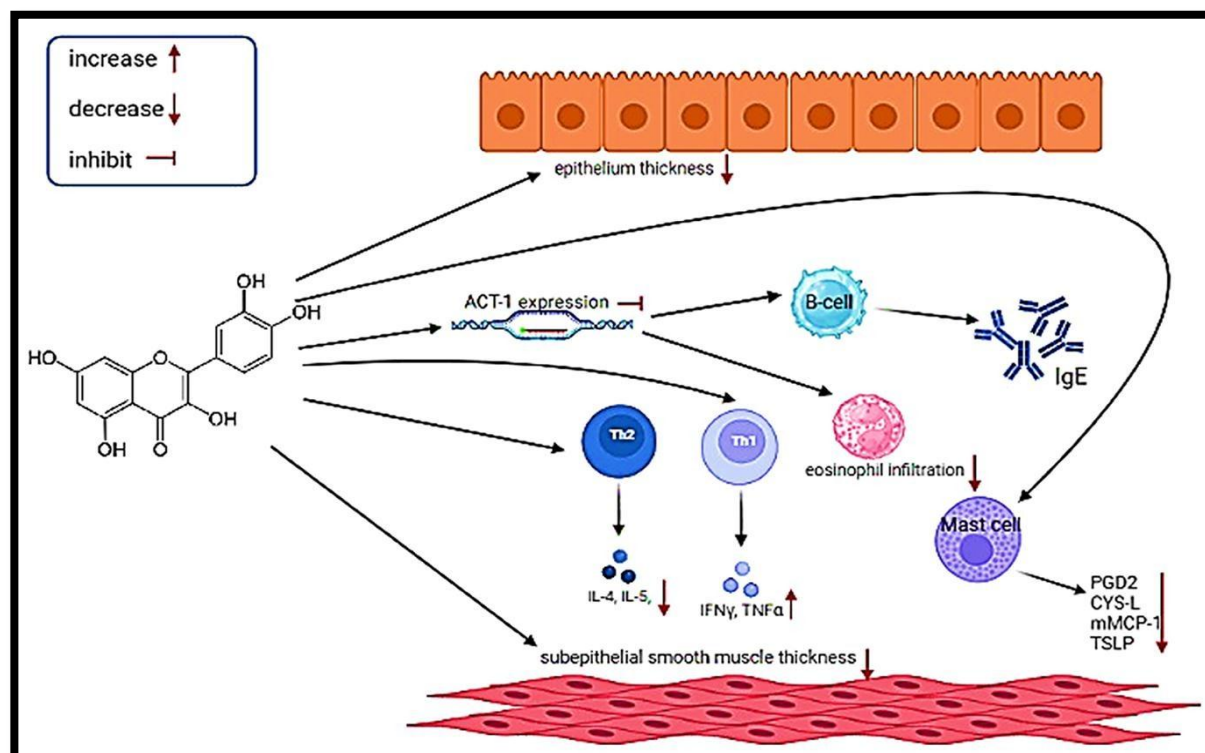 increase
decrease
inhibit
epithelium thickness
OH
OH
HO
O
OH
OH
O
ACT-1 expression
B-cell
IgE
Th2
Th1
eosinophil infiltration
Mast cell
IL-4, IL-5,
IFNγ, TNFα
PGD2
CYS-L
mMCP-1
TSLP
subepithelial smooth muscle thickness